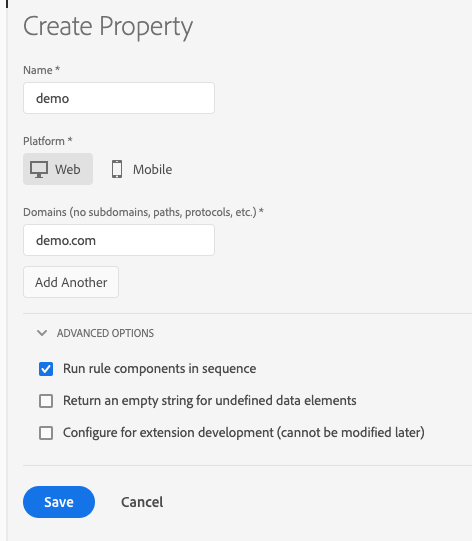 Create Property
Name *
demo
Platform *
Web Mobile
Domains (no subdomains, paths, protocols, etc.) *
demo.com
Add Another
ADVANCED OPTIONS
Run rule components in sequence
Return an empty string for undefined data elements
Configure for extension development (cannot be modified later)
Save Cancel